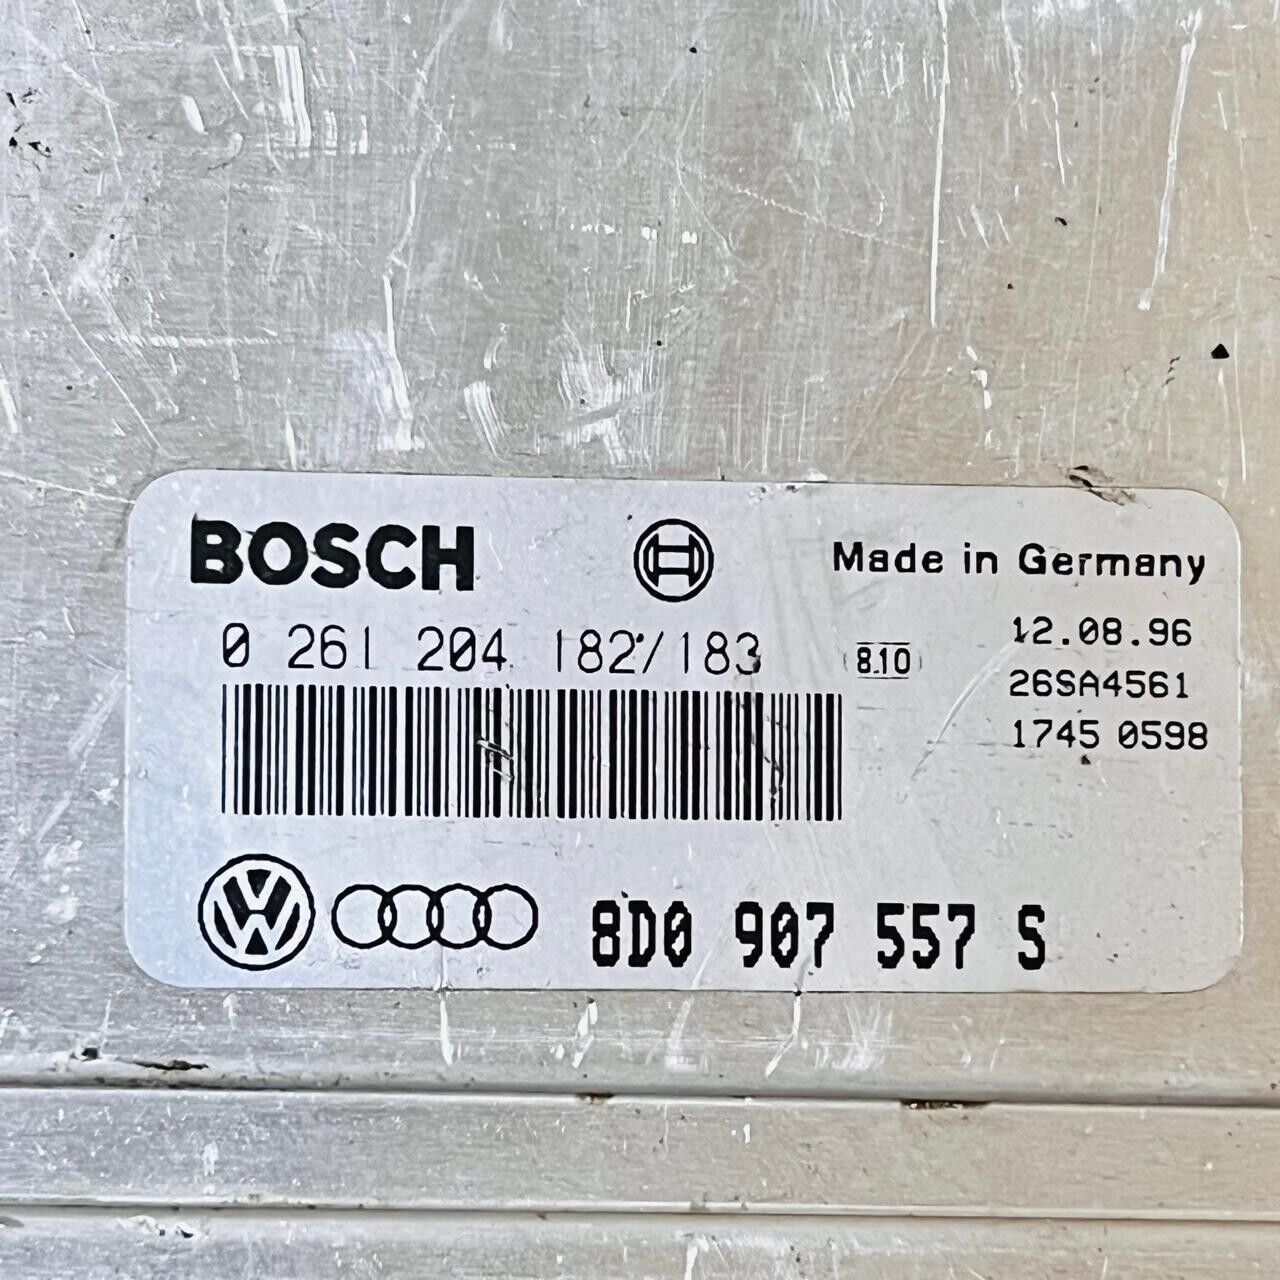 BOSCH
Made in Germany
0 261 204 182/183
8.10
12.08.96
26SA4561
1745 0598
8D0 907 557 S